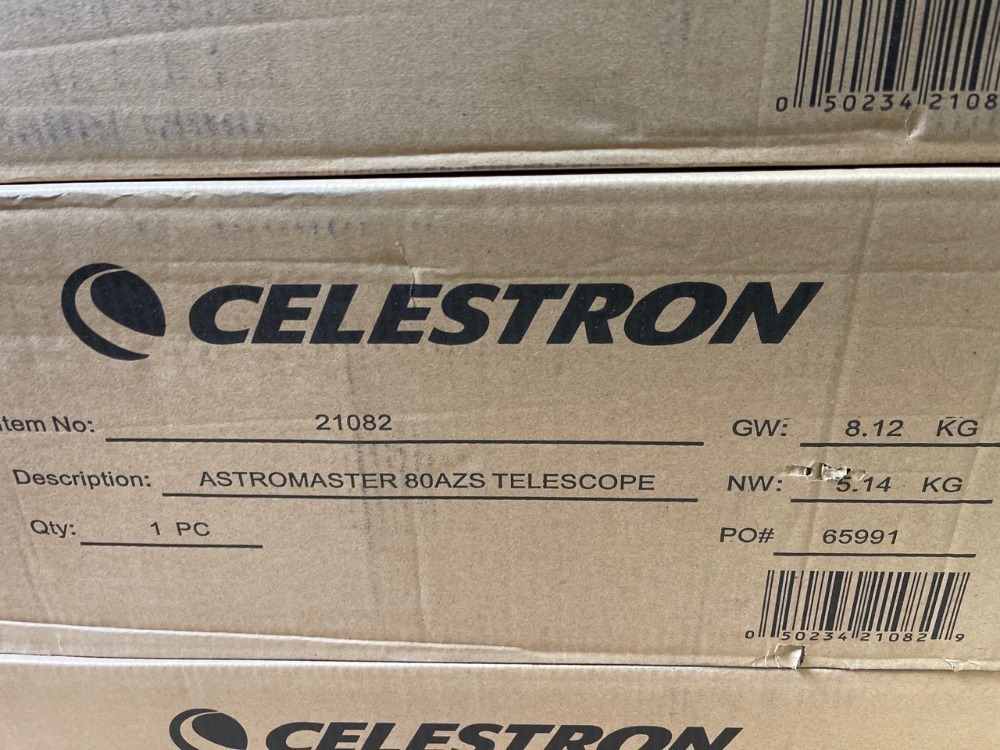 0 50234 2108
CELESTRON
Item No: 21082 GW: 8.12 KG
Description: ASTROMASTER 80AZS TELESCOPE NW: 5.14 KG
Qty: 1 PC PO# 65991
0 50234 21082 9
CELESTRON